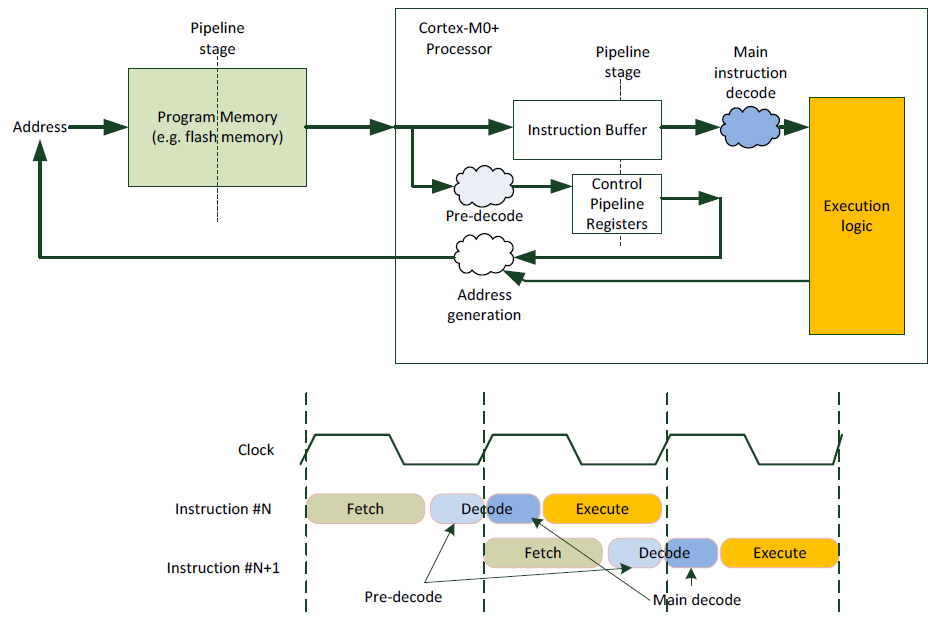 Pipeline
stage
Cortex-M0+
Processor
Pipeline
stage
Main
instruction
decode
Address
Program Memory
(e.g. flash memory)
Instruction Buffer
Pre-decode
Control
Pipeline
Registers
Execution
logic
Address
generation
Clock
Instruction #N
Fetch
Decode
Execute
Instruction #N+1
Fetch
Decode
Execute
Pre-decode
Main decode